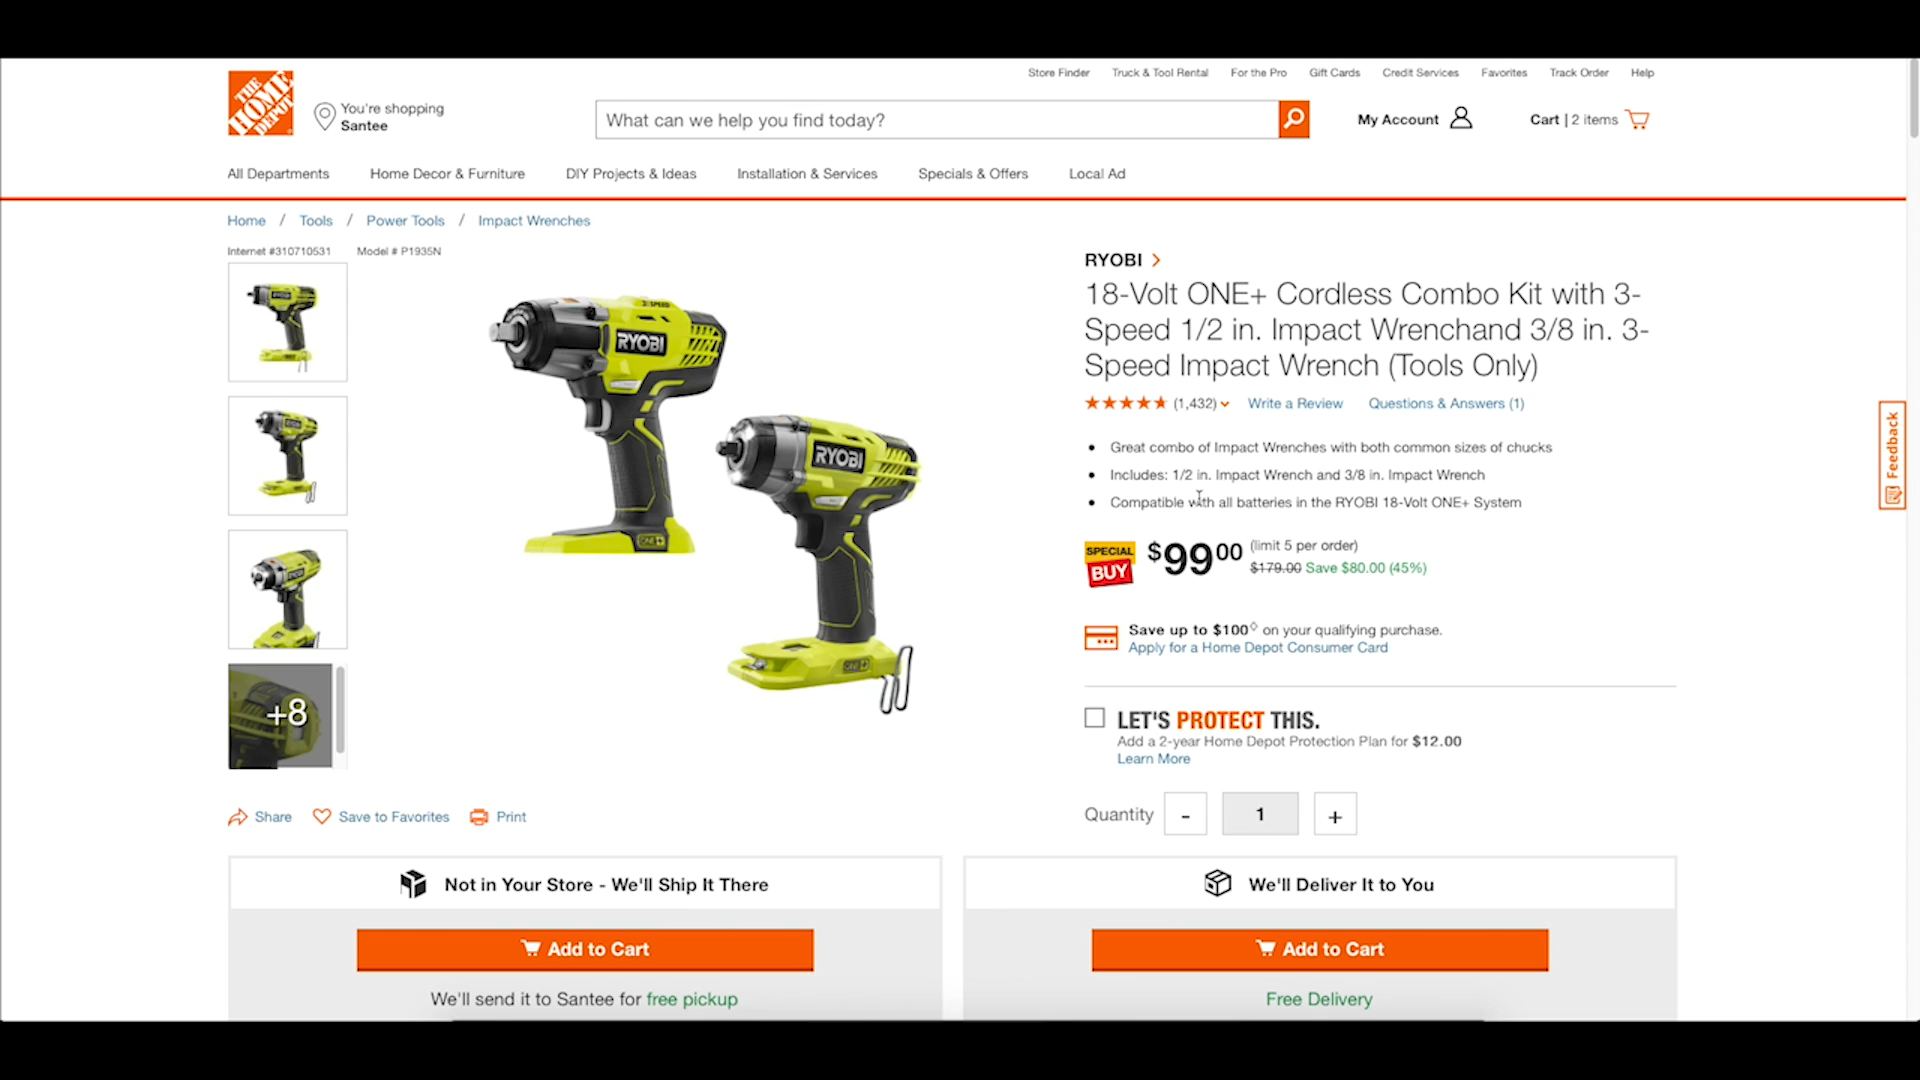 Store Finder Truck & Tool Rental For the Pro Gift Cards Credit Services Favorites Track Order Help
THE HOME DEPOT
You're shopping
Santee
What can we help you find today?
My Account
Cart | 2 items
All Departments Home Decor & Furniture DIY Projects & Ideas Installation & Services Specials & Offers Local Ad
Home / Tools / Power Tools / Impact Wrenches
Internet #310710531 Model # P1935N
RYOBI
18-Volt ONE+ Cordless Combo Kit with 3-
Speed 1/2 in. Impact Wrenchand 3/8 in. 3-
Speed Impact Wrench (Tools Only)
(1,432) Write a Review Questions & Answers (1)
Great combo of Impact Wrenches with both common sizes of chucks
Includes: 1/2 in. Impact Wrench and 3/8 in. Impact Wrench
Compatible with all batteries in the RYOBI 18-Volt ONE+ System
SPECIAL
BUY
$9900 (limit 5 per order)
$179.00 Save $80.00 (45%)
Save up to $100◊ on your qualifying purchase.
Apply for a Home Depot Consumer Card
LET'S PROTECT THIS.
Add a 2-year Home Depot Protection Plan for $12.00
Learn More
Quantity - 1 +
3 SPEED
RYOBI
ONE+
RYOBI
ONE+
+8
Share Save to Favorites Print
Feedback
Not in Your Store - We'll Ship It There
Add to Cart
We'll send it to Santee for free pickup
We'll Deliver It to You
Add to Cart
Free Delivery